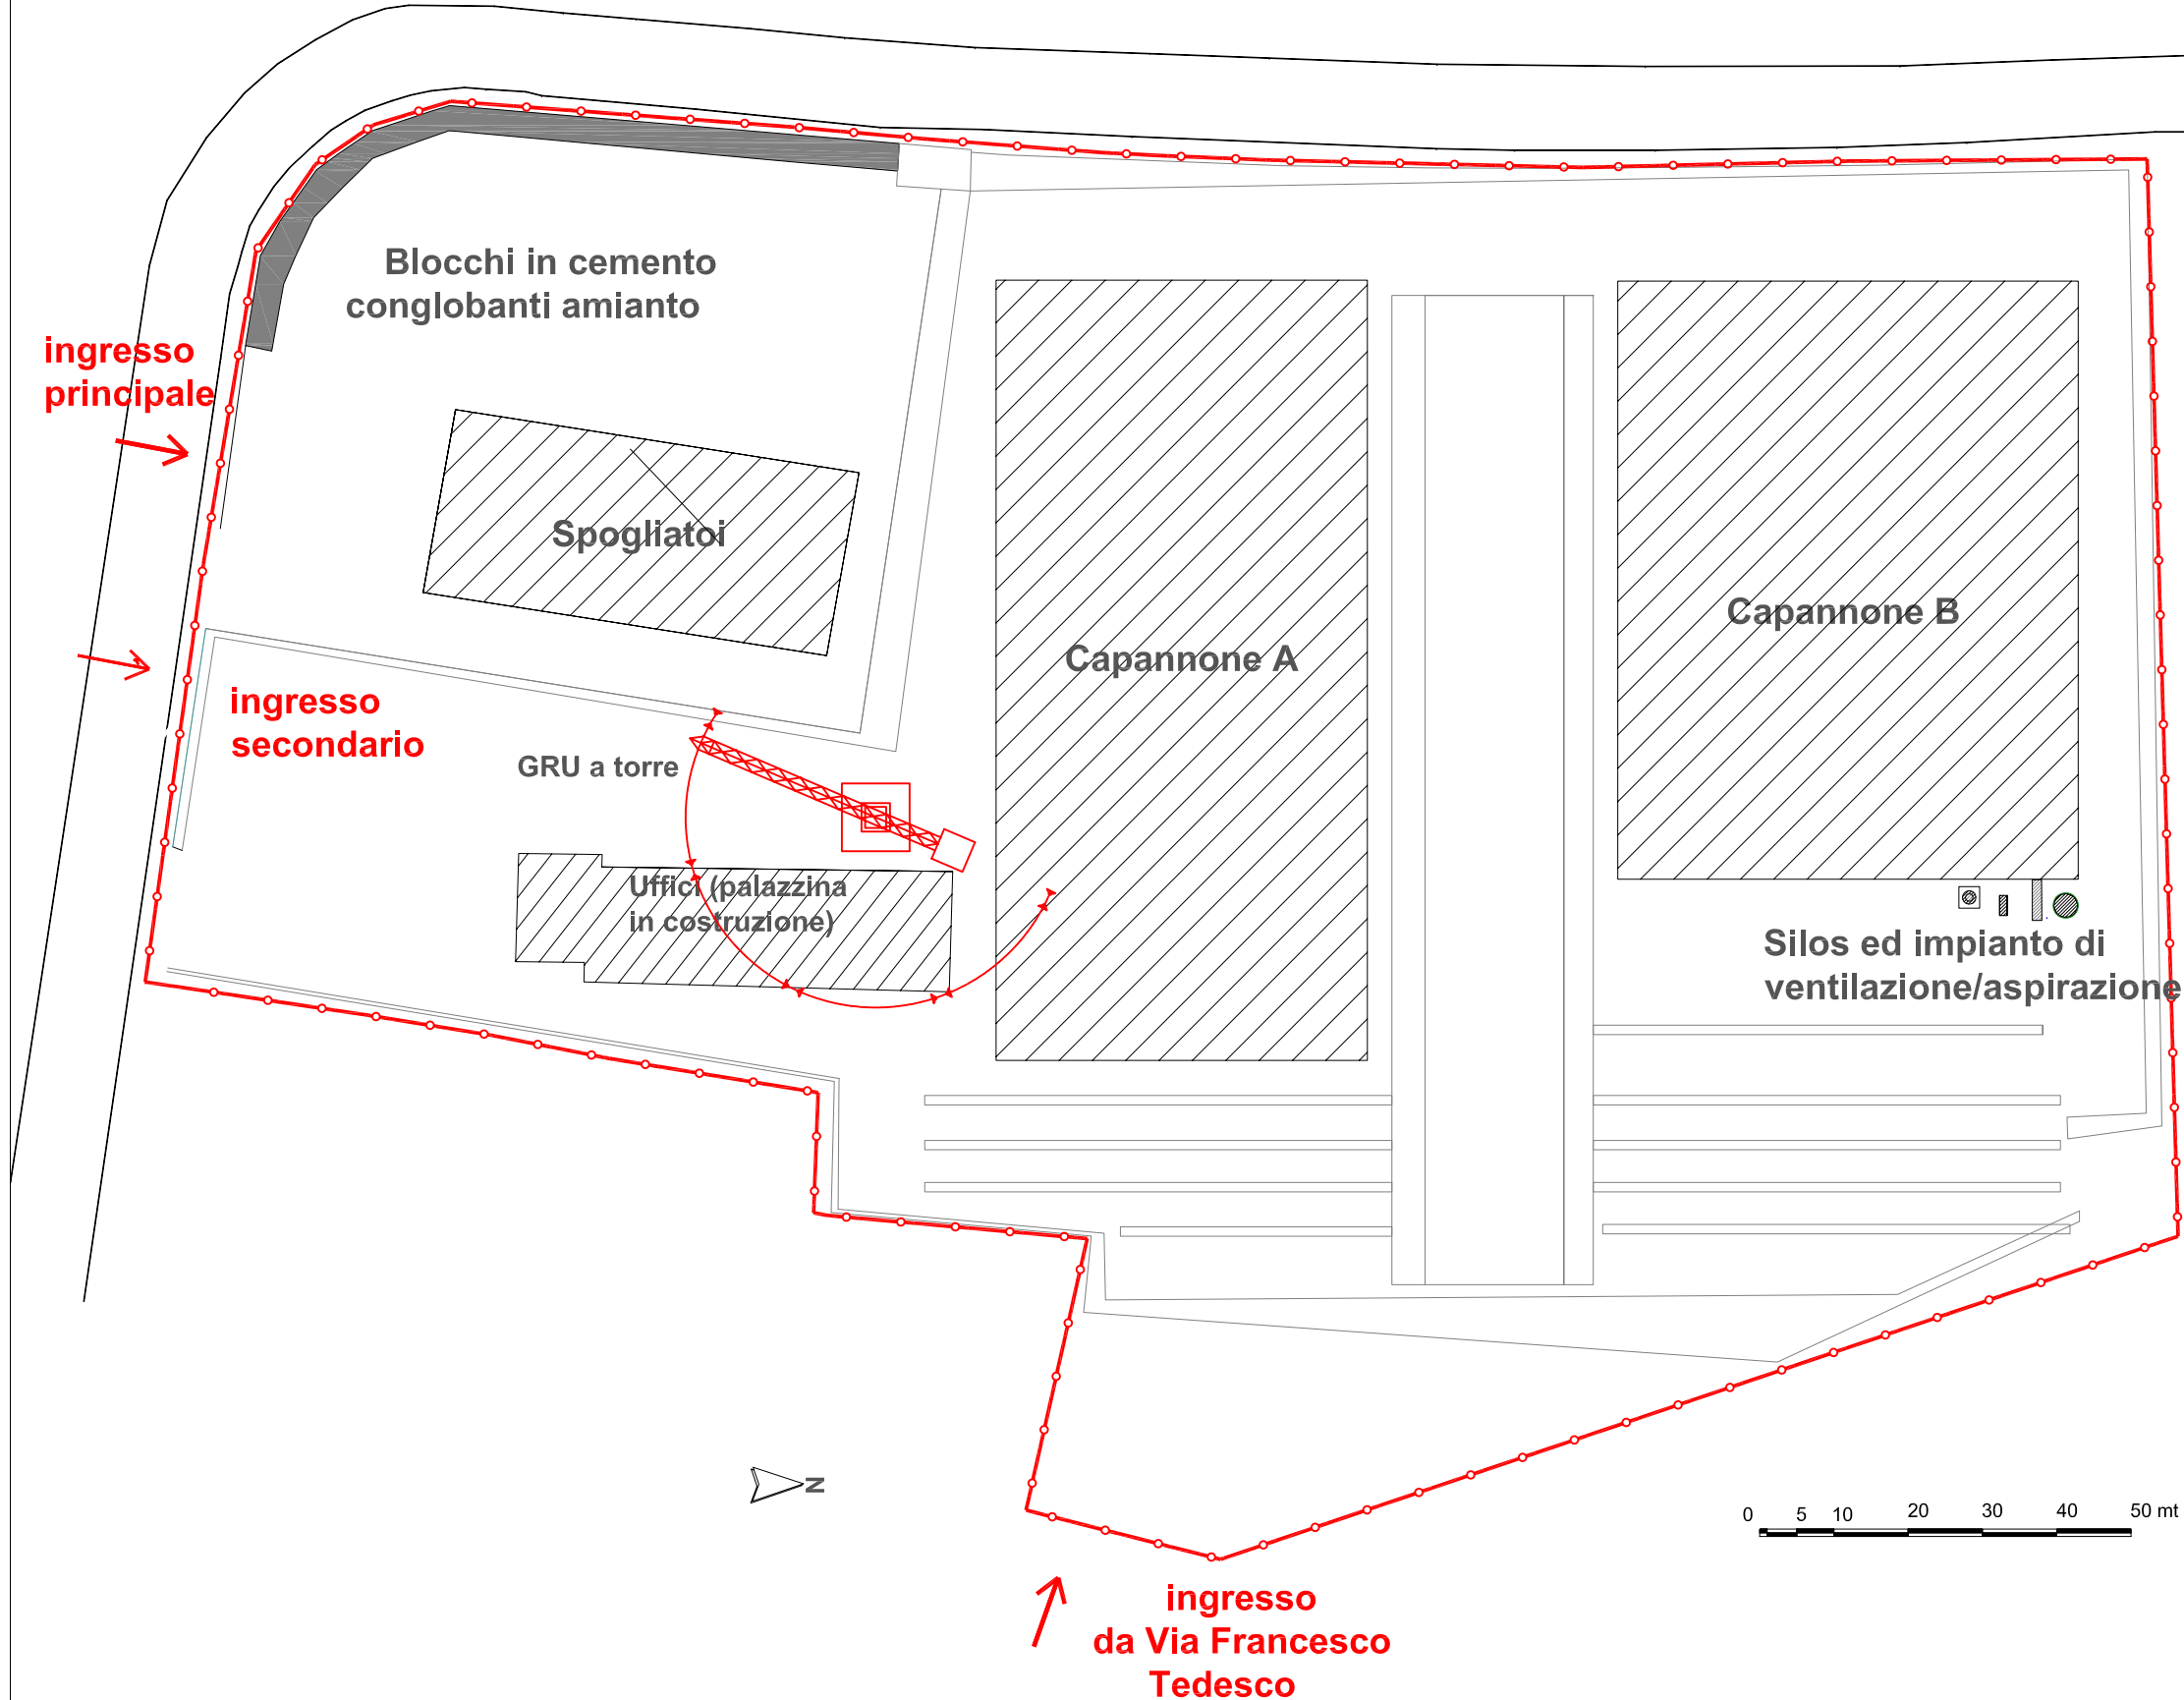 Blocchi in cemento
conglobanti amianto
ingresso
principale
Spogliatoi
Capannone B
Capannone A
ingresso
secondario
GRU a torre
Uffici (palazzina
in costruzione)
Silos ed impianto di
ventilazione/aspirazione
N
0 5 10 20 30 40 50 mt
ingresso
da Via Francesco
Tedesco